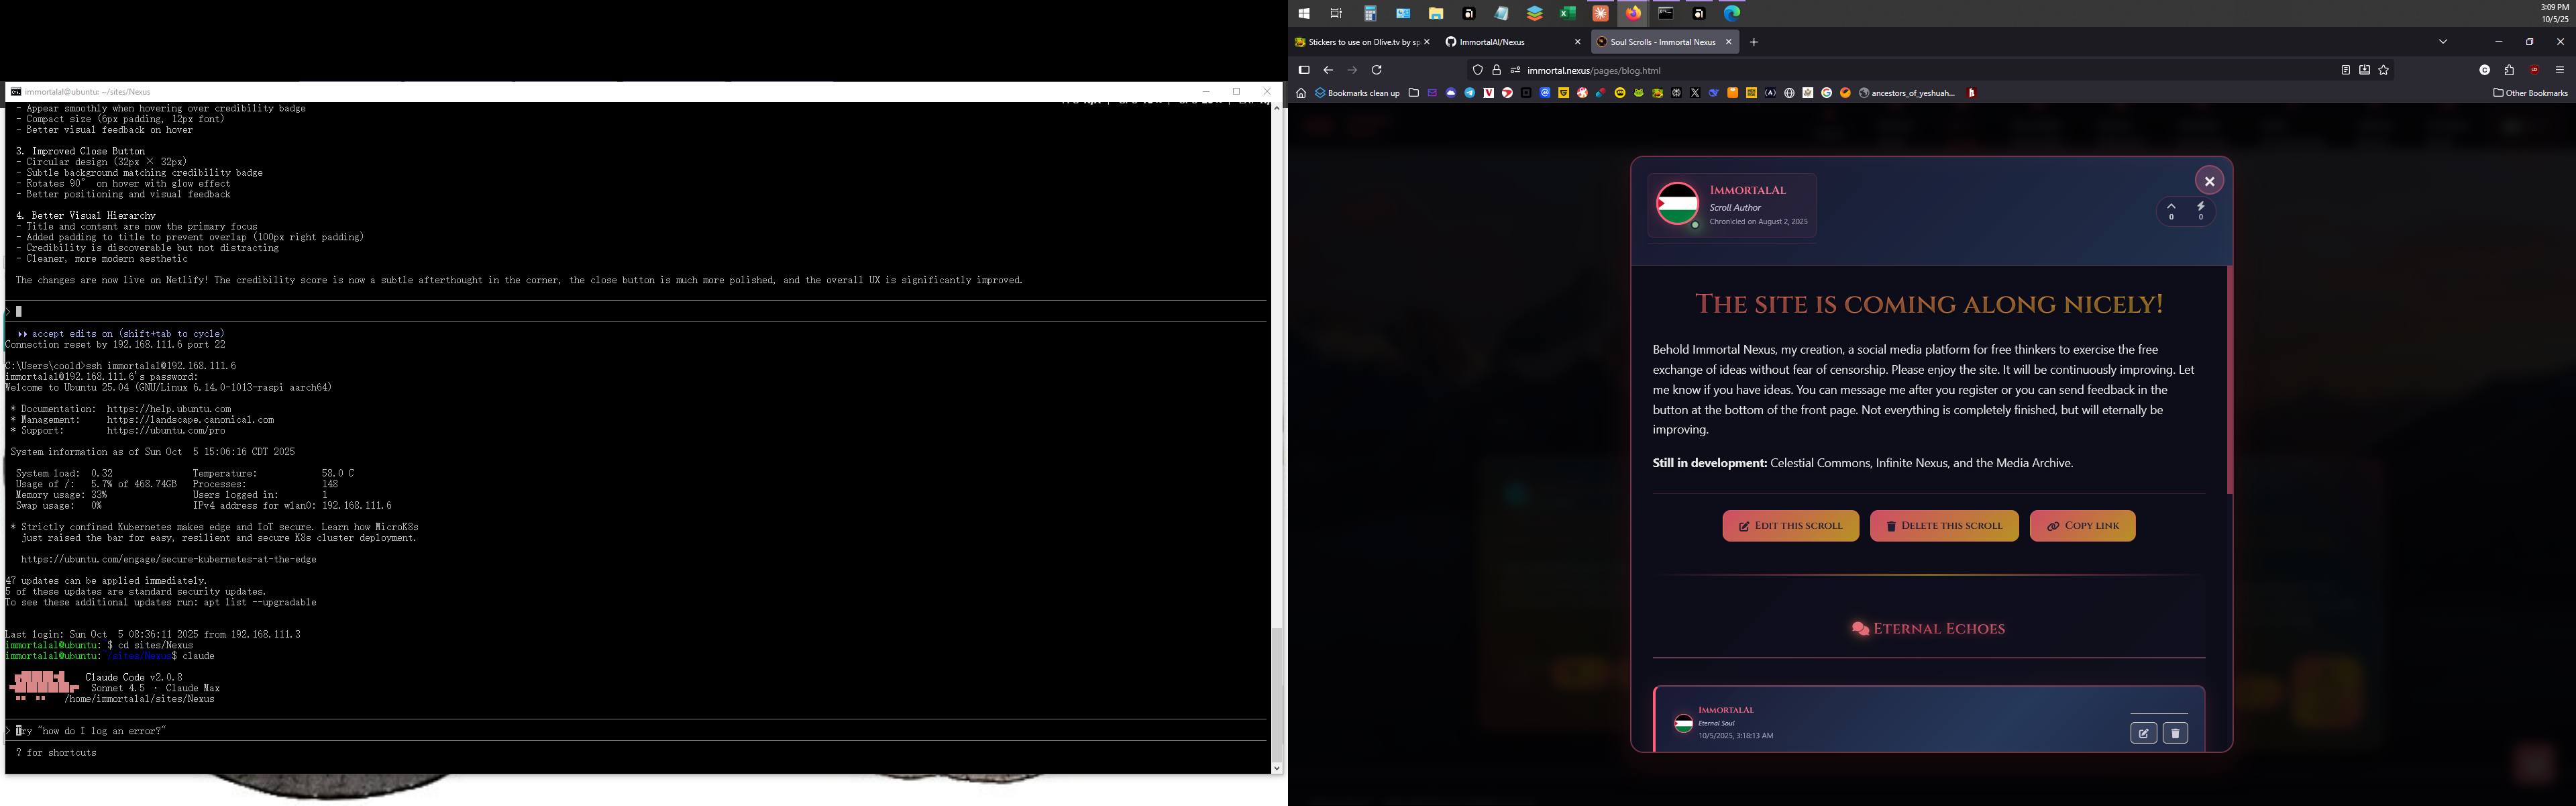 immortalal@ubuntu: ~/sites/Nexus
- Appear smoothly when hovering over credibility badge
- Compact size (6px padding, 12px font)
- Better visual feedback on hover
3. Improved Close Button
- Circular design (32px × 32px)
- Subtle background matching credibility badge
- Rotates 90° on hover with glow effect
- Better positioning and visual feedback
4. Better Visual Hierarchy
- Title and content are now the primary focus
- Added padding to title to prevent overlap (100px right padding)
- Credibility is discoverable but not distracting
- Cleaner, more modern aesthetic
The changes are now live on Netlify! The credibility score is now a subtle afterthought in the corner, the close button is much more polished, and the overall UX is significantly improved.
>
⏵⏵ accept edits on (shift+tab to cycle)
Connection reset by 192.168.111.6 port 22
C:\Users\coold>ssh immortalal@192.168.111.6
immortalal@192.168.111.6's password:
Welcome to Ubuntu 25.04 (GNU/Linux 6.14.0-1013-raspi aarch64)
* Documentation: https://help.ubuntu.com
* Management: https://landscape.canonical.com
* Support: https://ubuntu.com/pro
System information as of Sun Oct 5 15:06:16 CDT 2025
System load: 0.32 Temperature: 58.0 C
Usage of /: 5.7% of 468.74GB Processes: 148
Memory usage: 33% Users logged in: 1
Swap usage: 0% IPv4 address for wlan0: 192.168.111.6
* Strictly confined Kubernetes makes edge and IoT secure. Learn how MicroK8s
just raised the bar for easy, resilient and secure K8s cluster deployment.
https://ubuntu.com/engage/secure-kubernetes-at-the-edge
47 updates can be applied immediately.
5 of these updates are standard security updates.
To see these additional updates run: apt list --upgradable
Last login: Sun Oct 5 08:36:11 2025 from 192.168.111.3
immortalal@ubuntu:~$ cd sites/Nexus
immortalal@ubuntu:~/sites/Nexus$ claude
Claude Code v2.0.8
Sonnet 4.5 · Claude Max
/home/immortalal/sites/Nexus
> Try "how do I log an error?"
? for shortcuts
3:09 PM
10/5/25
Stickers to use on Dlive.tv by sp
ImmortalAl/Nexus
Soul Scrolls - Immortal Nexus
immortal.nexus/pages/blog.html
Bookmarks clean up
ancestors_of_yeshuah...
Other Bookmarks
ImmortalAl
Scroll Author
Chronicled on August 2, 2025
0 0
The site is coming along nicely!
Behold Immortal Nexus, my creation, a social media platform for free thinkers to exercise the free
exchange of ideas without fear of censorship. Please enjoy the site. It will be continuously improving. Let
me know if you have ideas. You can message me after you register or you can send feedback in the
button at the bottom of the front page. Not everything is completely finished, but will eternally be
improving.
Still in development: Celestial Commons, Infinite Nexus, and the Media Archive.
Edit this scroll
Delete this scroll
Copy link
Eternal Echoes
ImmortalAl
Eternal Soul
10/5/2025, 3:18:13 AM